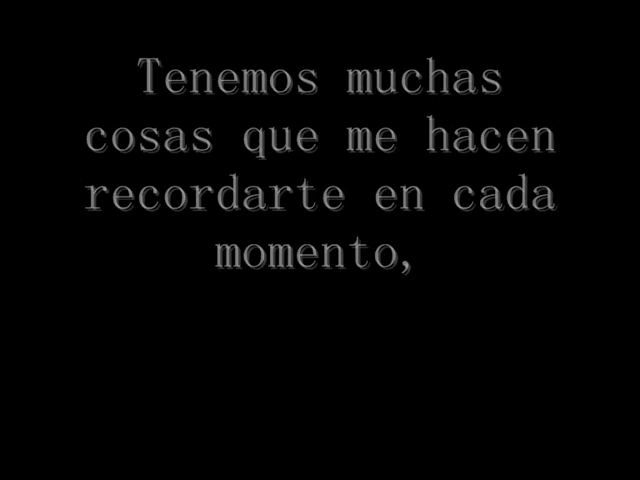 Tenemos muchas
cosas que me hacen
recordarte en cada
momento,